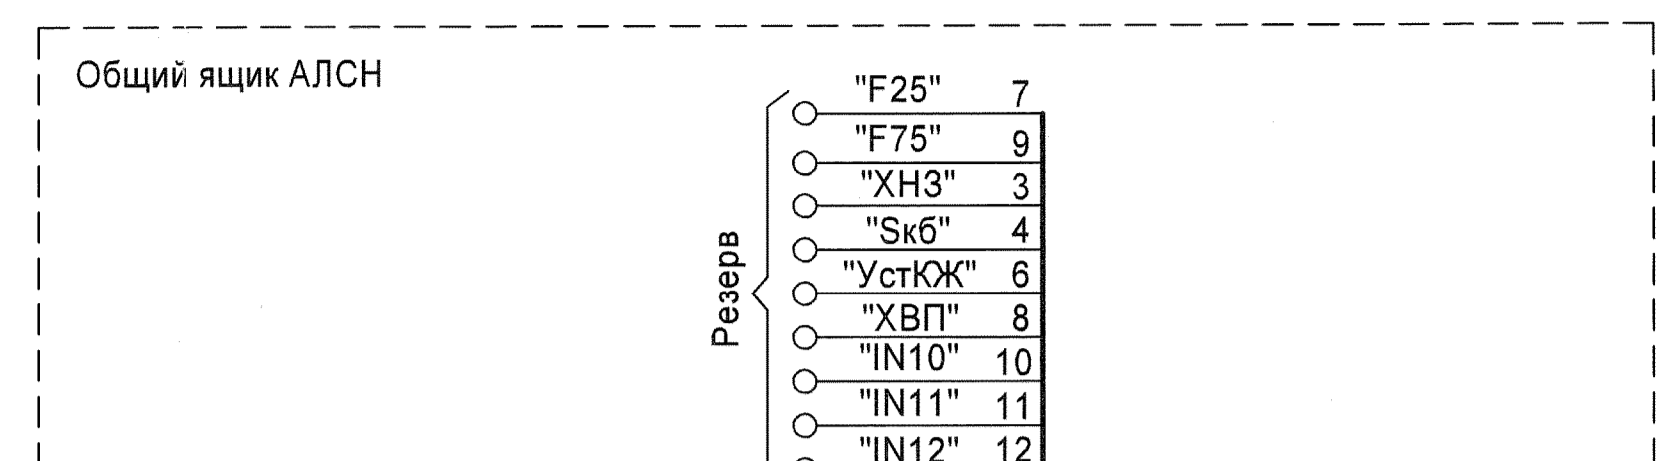 Общий ящик АЛСН
Резерв
"F25" 7
"F75" 9
"ХНЗ" 3
"Sкб" 4
"УстКЖ" 6
"ХВП" 8
"IN10" 10
"IN11" 11
"IN12" 12